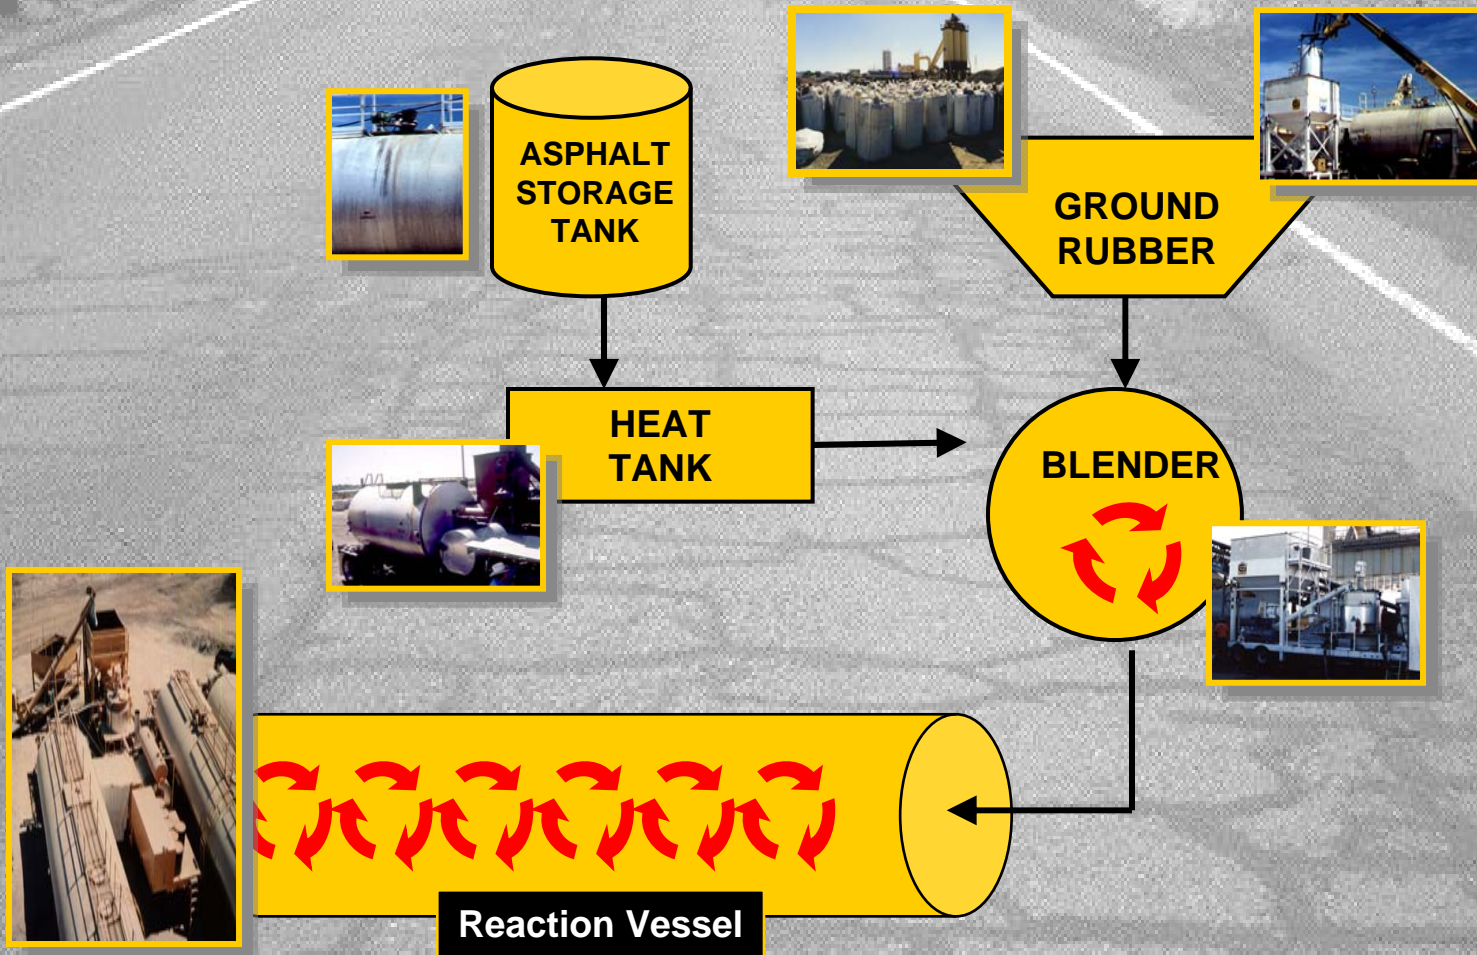 ASPHALT
STORAGE
TANK
GROUND
RUBBER
HEAT
TANK
BLENDER
Reaction Vessel